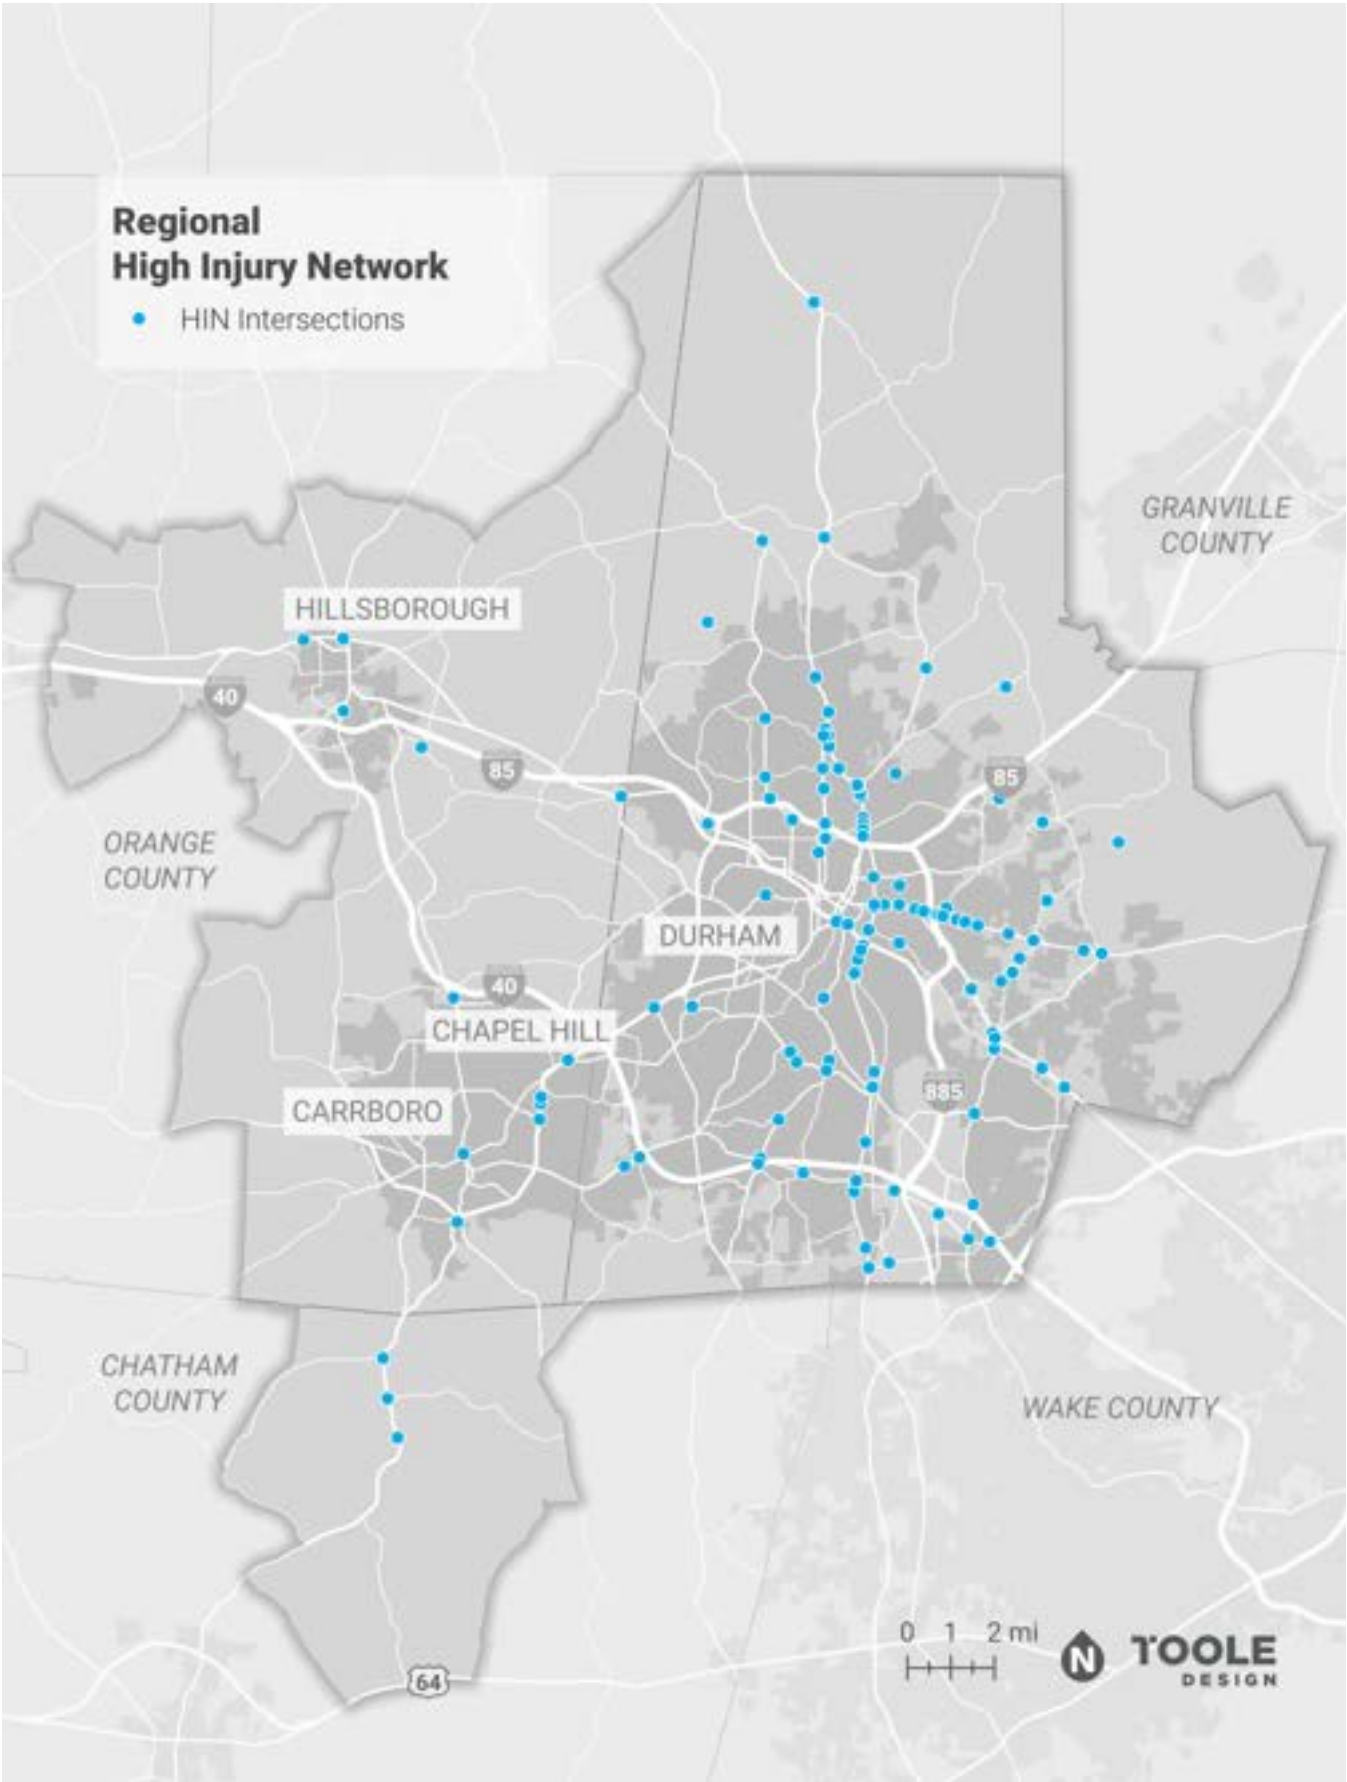 Regional
High Injury Network
HIN Intersections
GRANVILLE
COUNTY
HILLSBOROUGH
40
85
85
ORANGE
COUNTY
DURHAM
40
CHAPEL HILL
885
CARRBORO
CHATHAM
COUNTY
WAKE COUNTY
0 1 2 mi
N
TOOLE
DESIGN
64